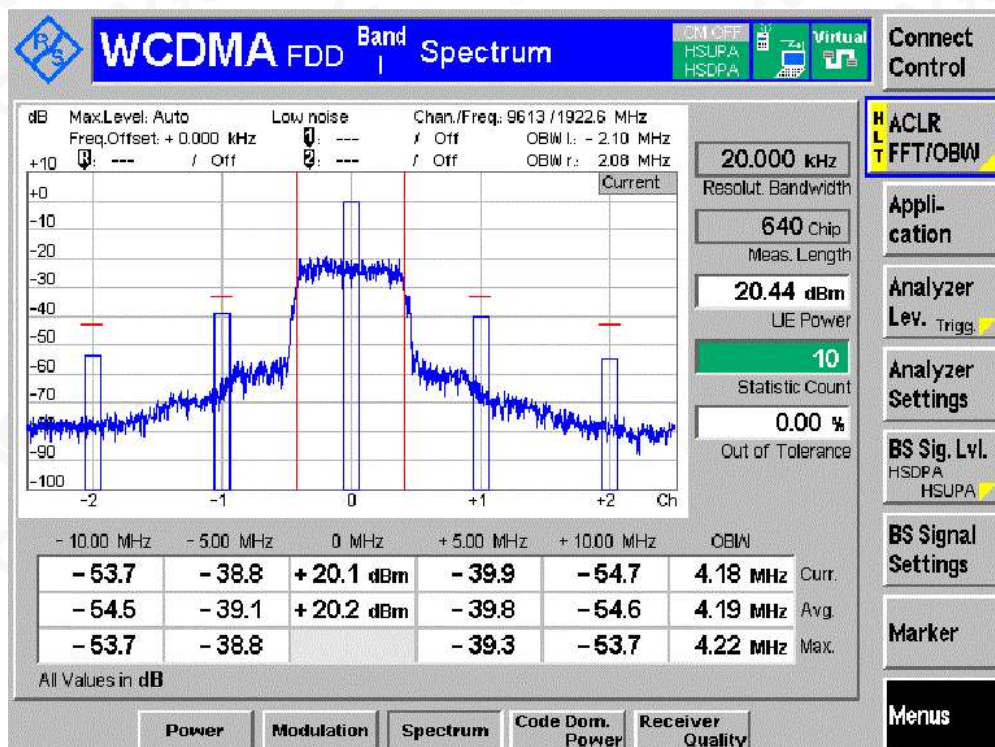 R S WCDMA FDD Band I Spectrum
CM OFF
HSUPA
HSDPA
Virtual
Connect
Control
dB Max.Level: Auto Low noise Chan./Freq.: 9613 / 1922.6 MHz
Freq.Offset: + 0.000 kHz 1: --- / Off OBW l.: - 2.10 MHz
R: --- / Off 2: --- / Off OBW r.: 2.08 MHz
Current
+10
+0
-10
-20
-30
-40
-50
-60
-70
-90
-100
-2 -1 0 +1 +2 Ch
20.000 kHz
Resolut. Bandwidth
640 Chip
Meas. Length
20.44 dBm
UE Power
10
Statistic Count
0.00 %
Out of Tolerance
HLT
ACLR
FFT/OBW
Appli-
cation
Analyzer
Lev. Trigg.
Analyzer
Settings
BS Sig. Lvl.
HSDPA
HSUPA
BS Signal
Settings
Marker
Menus
- 10.00 MHz - 5.00 MHz 0 MHz + 5.00 MHz + 10.00 MHz OBW
- 53.7 - 38.8 + 20.1 dBm - 39.9 - 54.7 4.18 MHz Curr.
- 54.5 - 39.1 + 20.2 dBm - 39.8 - 54.6 4.19 MHz Avg.
- 53.7 - 38.8 - 39.3 - 53.7 4.22 MHz Max.
All Values in dB
Power
Modulation
Spectrum
Code Dom.
Power
Receiver
Quality